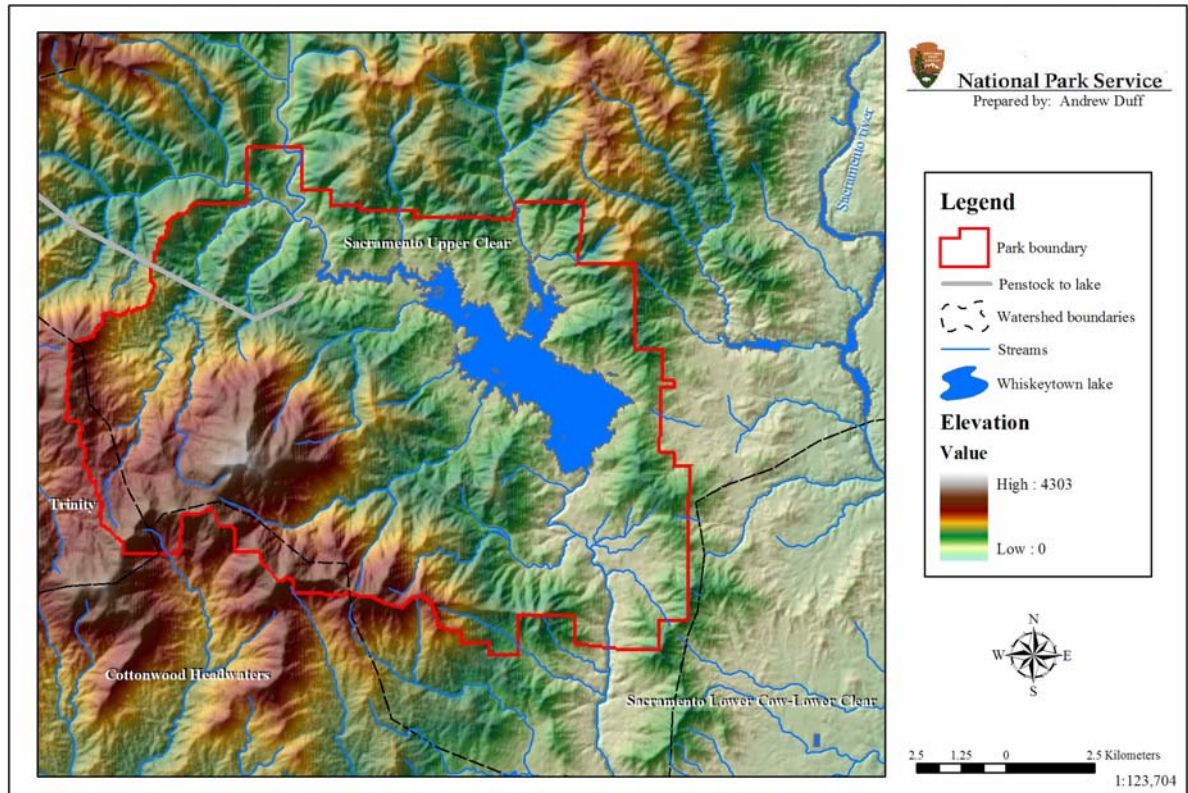 National Park Service
Prepared by: Andrew Duff
Sacramento River
Sacramento Upper Clear
Trinity
Cottonwood Headwaters
Sacramento Lower Cow-Lower Clear
Legend
Park boundary
Penstock to lake
Watershed boundaries
Streams
Whiskeytown lake
Elevation
Value
High : 4303
Low : 0
N
W E
S
2.5 1.25 0 2.5 Kilometers
1:123,704